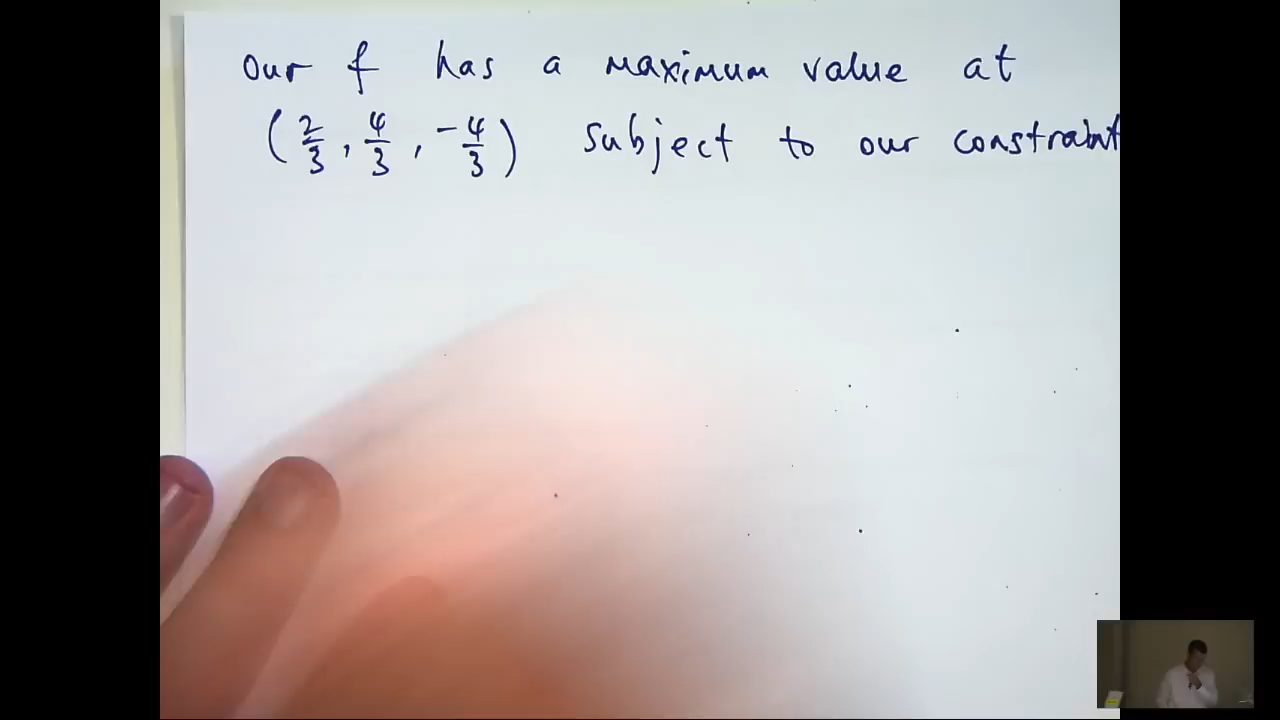 Our f has a maximum value at
(2/3, 4/3, -4/3) subject to our constraint